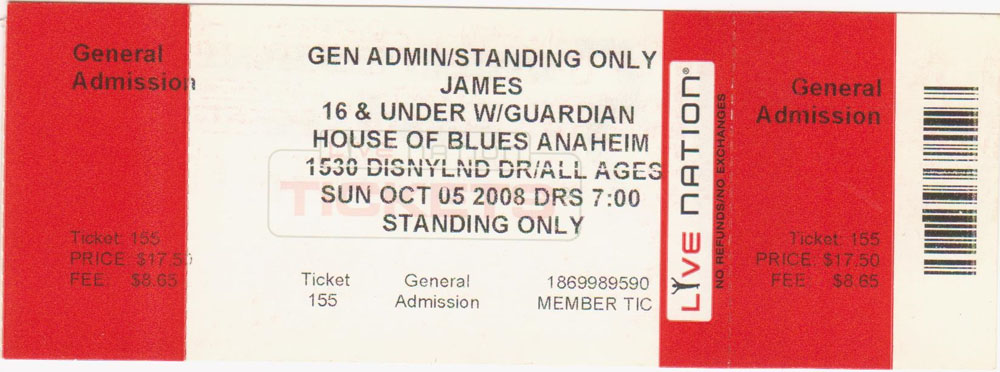 General
Admission
Ticket 155
PRICE $17.50
FEE $8.65
GEN ADMIN/STANDING ONLY
JAMES
16 & UNDER W/GUARDIAN
HOUSE OF BLUES ANAHEIM
1530 DISNYLND DR/ALL AGES
SUN OCT 05 2008 DRS 7:00
STANDING ONLY
TICKETS
Ticket General 1869989590
155 Admission MEMBER TIC
LIVE NATION®
NO REFUNDS/NO EXCHANGES
General
Admission
Ticket 155
PRICE $17.50
FEE $8.65